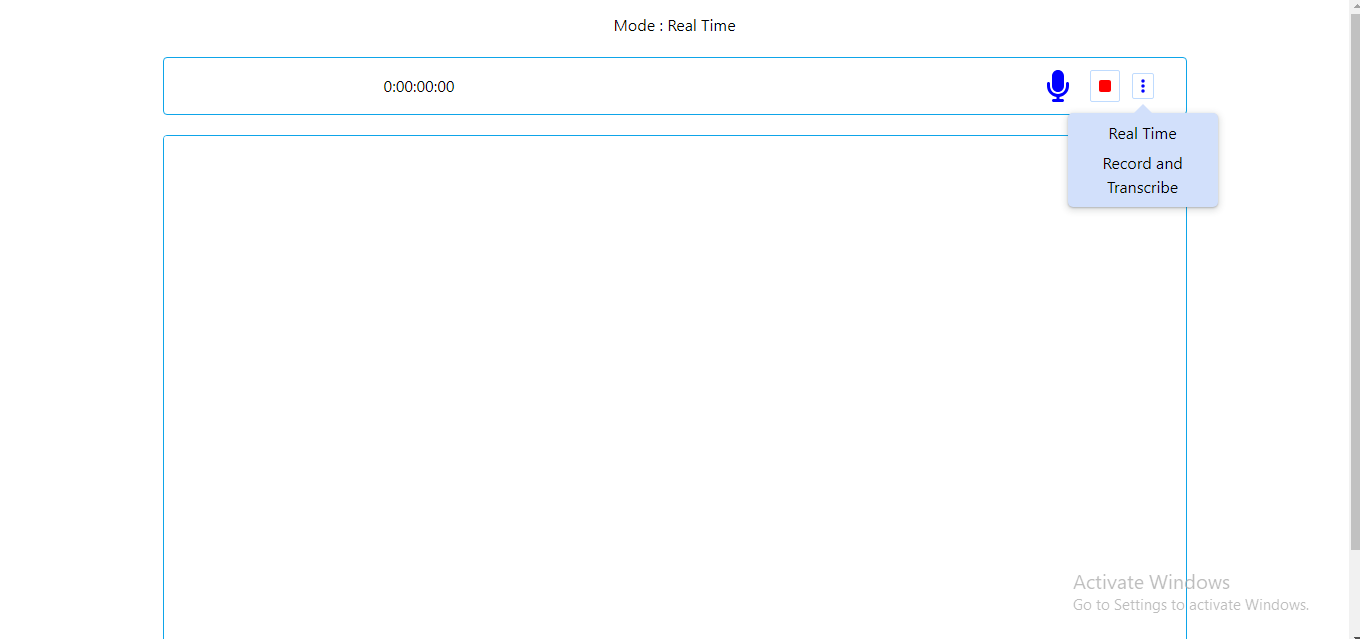 Mode : Real Time
0:00:00:00
Real Time
Record and
Transcribe
Activate Windows
Go to Settings to activate Windows.